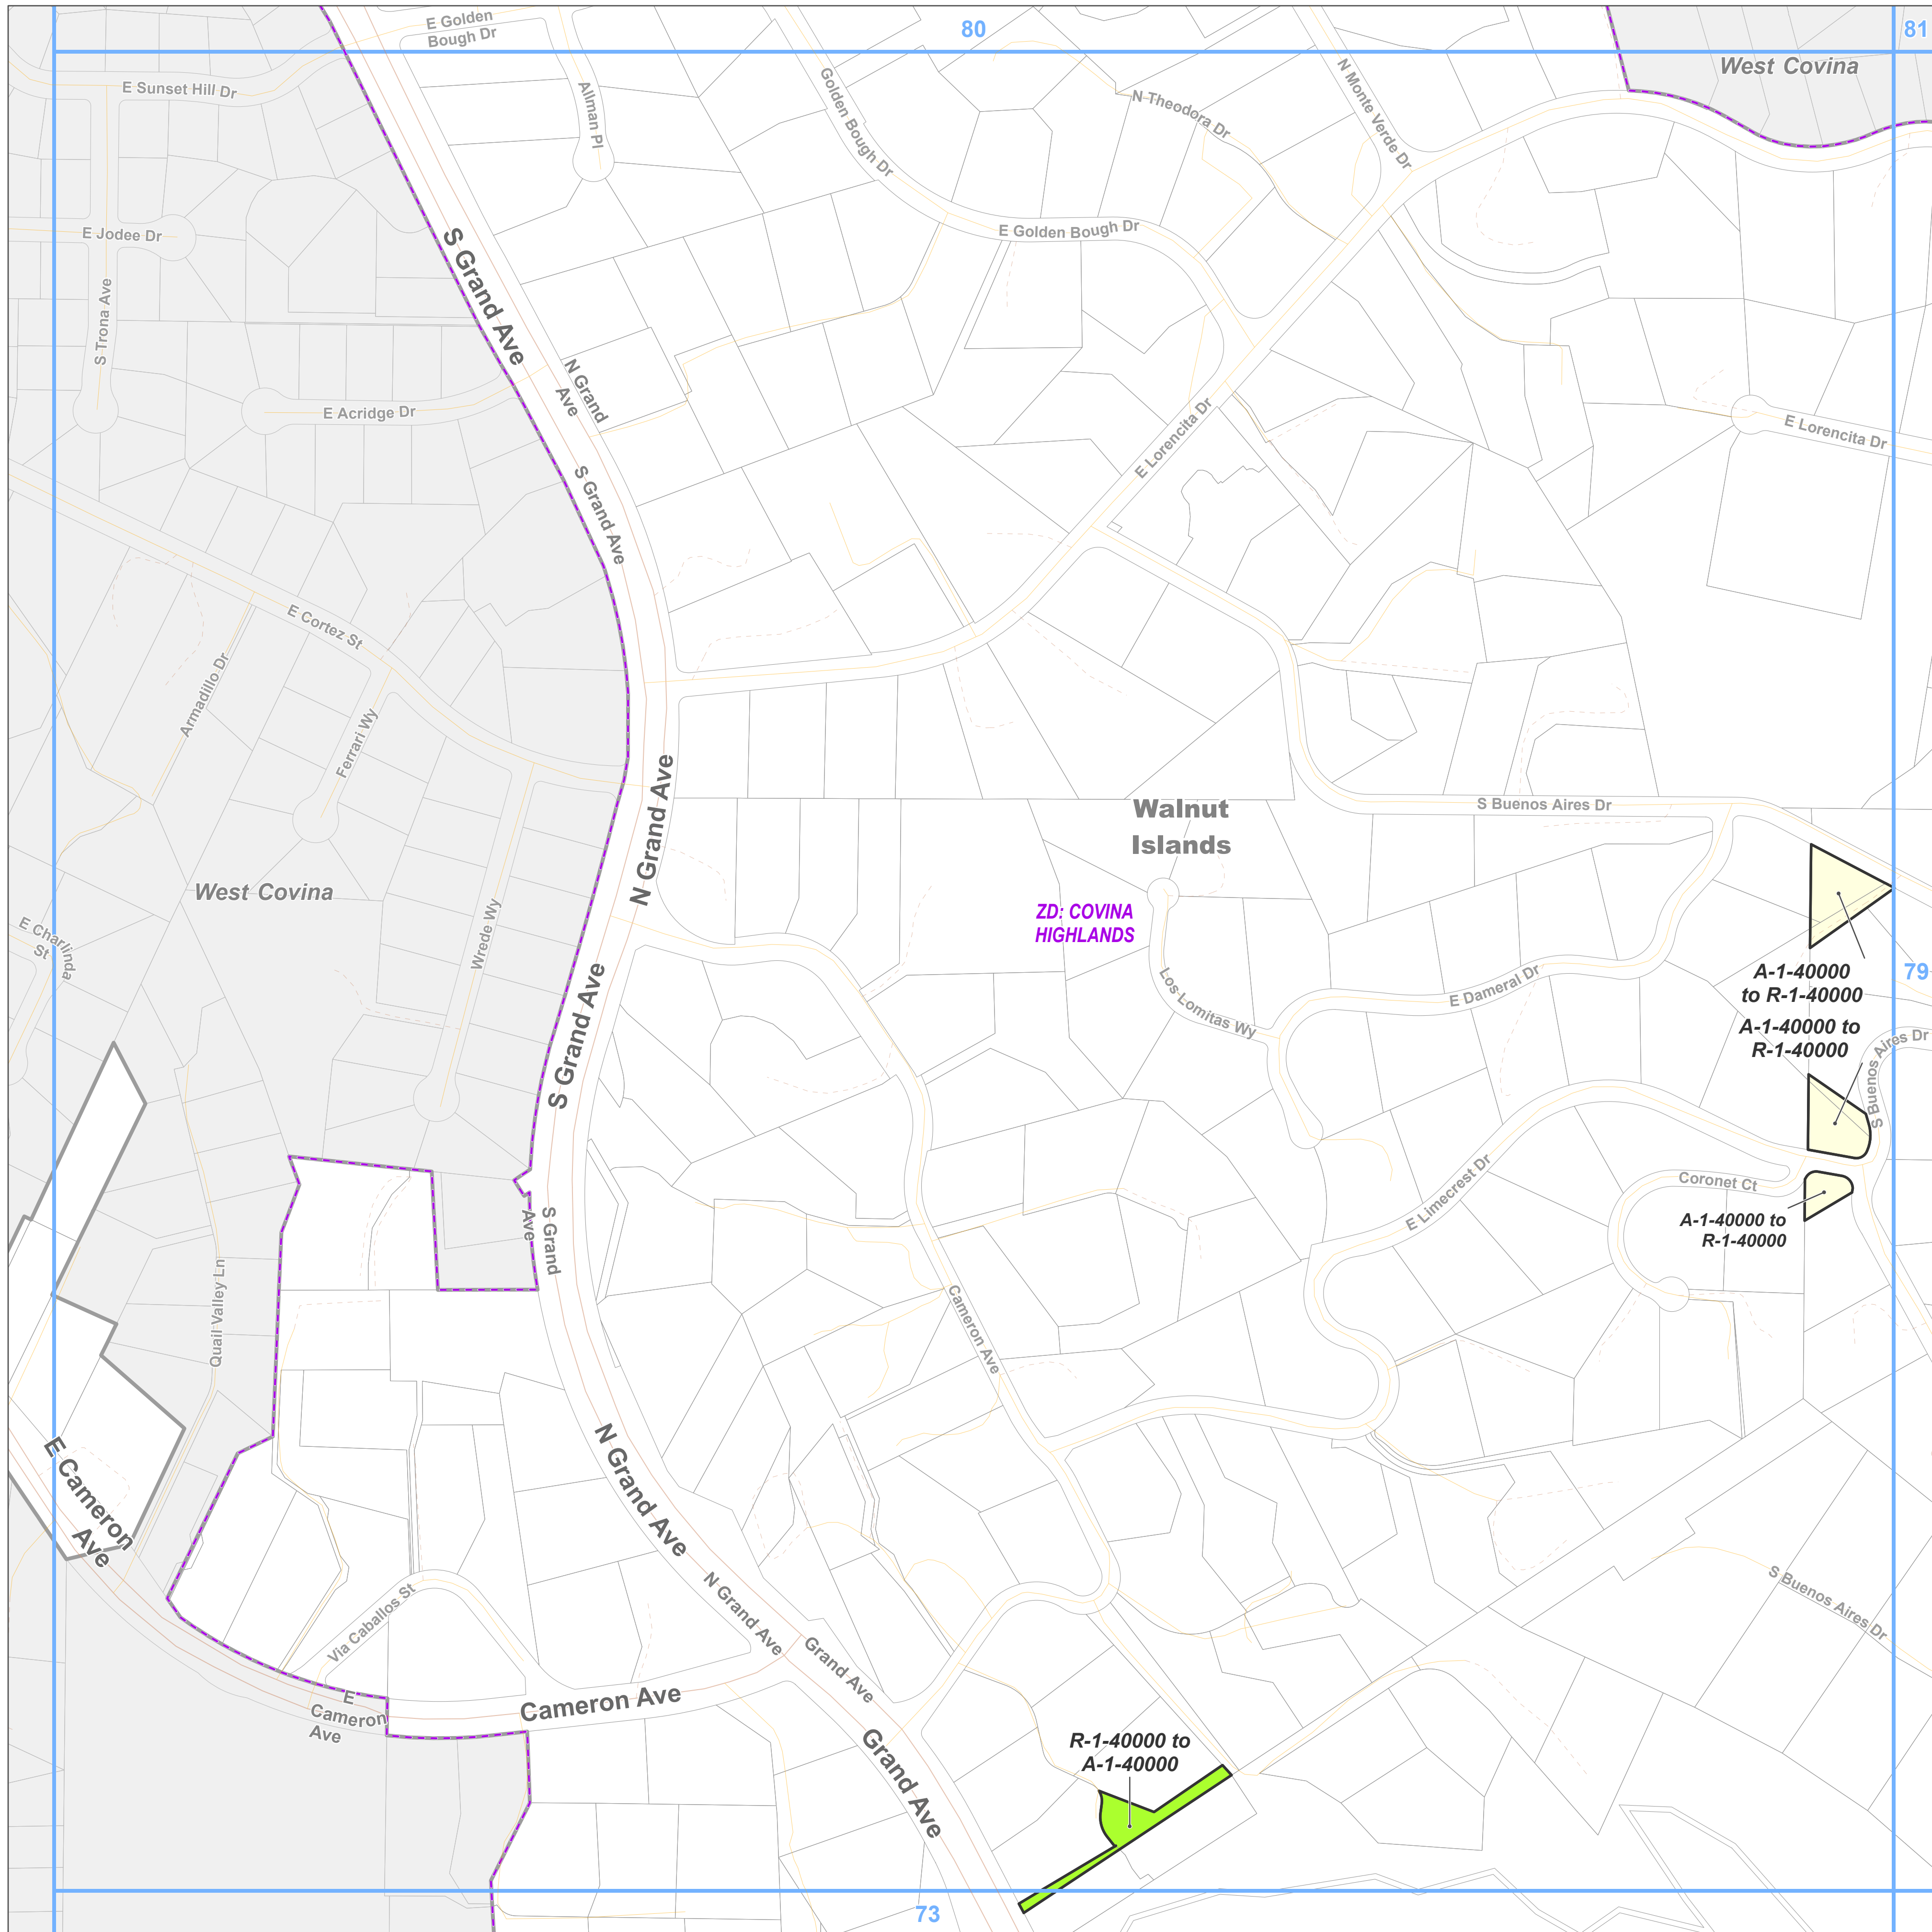 80
81
E Golden
Bough Dr
West Covina
E Sunset Hill Dr
Allman Pl
Golden Bough Dr
N Theodora Dr
N Monte Verde Dr
E Jodee Dr
S Trona Ave
S Grand Ave
E Golden Bough Dr
N Grand
Ave
E Acridge Dr
E Lorencita Dr
E Lorencita Dr
S Grand Ave
E Cortez St
Armadillo Dr
Ferrari Wy
N Grand Ave
Walnut
Islands
S Buenos Aires Dr
West Covina
ZD: COVINA
HIGHLANDS
E Charlinda
St
Wrede Wy
S Grand Ave
Los Lomitas Wy
E Dameral Dr
A-1-40000
to R-1-40000
79
A-1-40000 to
R-1-40000
S Buenos
Aires Dr
E Limecrest Dr
Coronet Ct
A-1-40000 to
R-1-40000
S Grand
Ave
Quail Valley Ln
Cameron Ave
E Cameron
Ave
N Grand Ave
N Grand Ave
Via Caballos St
S Buenos Aires Dr
Grand Ave
E
Cameron
Ave
Cameron Ave
Grand Ave
R-1-40000 to
A-1-40000
73